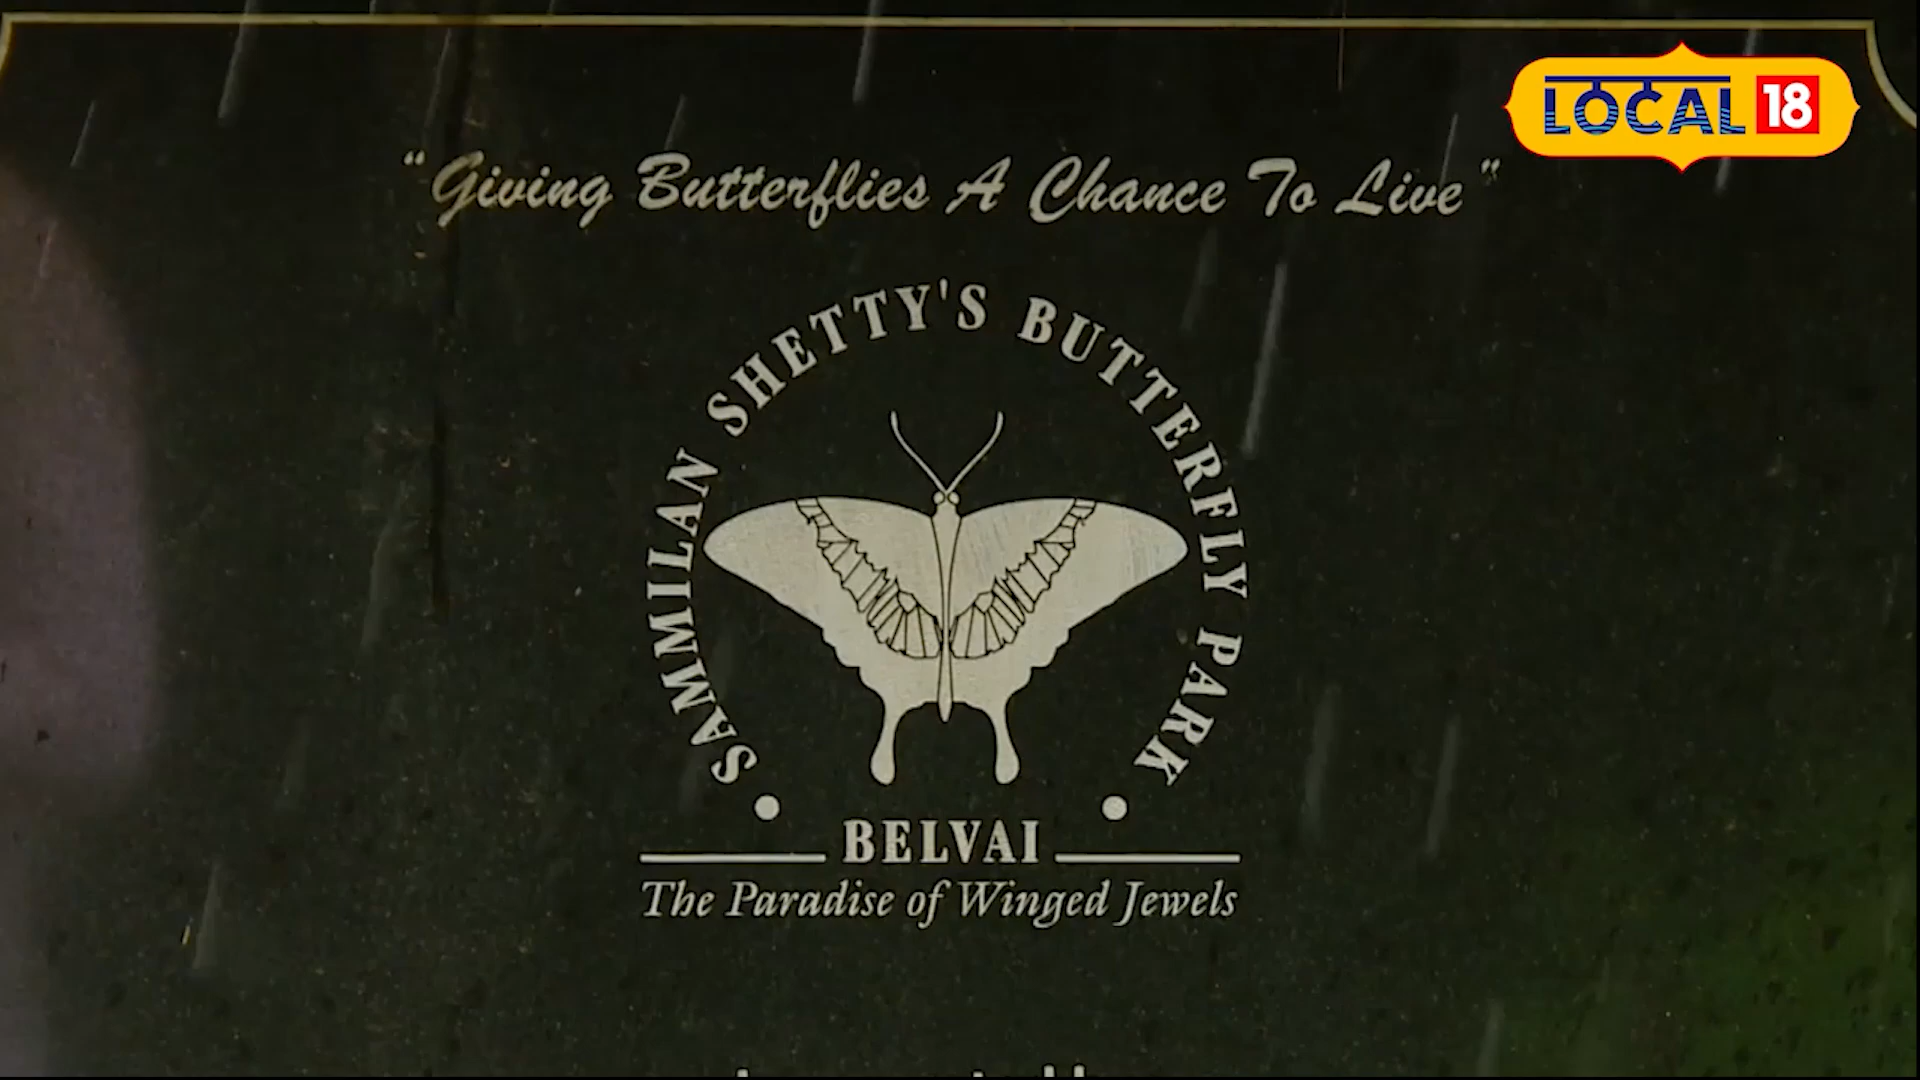 LOCAL 18
"Giving Butterflies A Chance To Live"
SAMMILAN SHETTY'S BUTTERFLY PARK
BELVAI
The Paradise of Winged Jewels